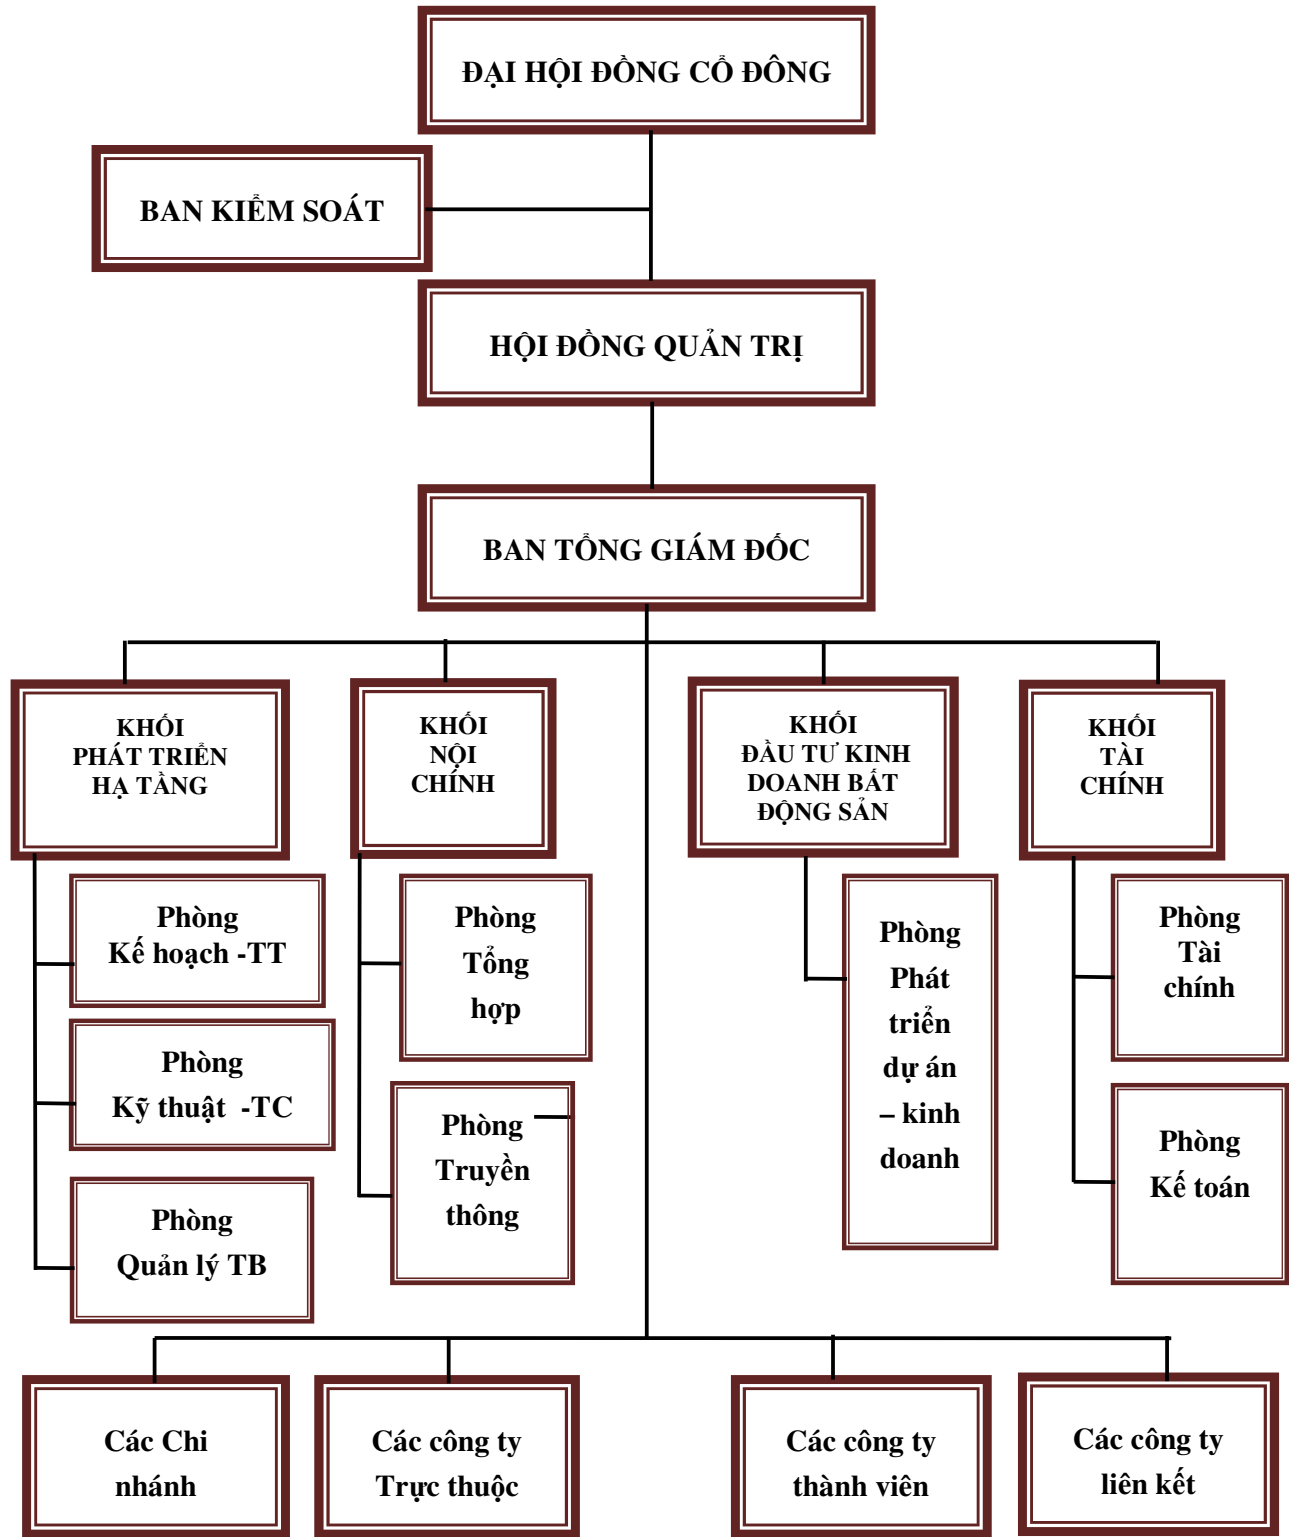 ĐẠI HỘI ĐỒNG CỔ ĐÔNG
BAN KIỂM SOÁT
HỘI ĐỒNG QUẢN TRỊ
BAN TỔNG GIÁM ĐỐC
KHỐI
PHÁT TRIỂN
HẠ TẦNG
KHỐI
NỘI
CHÍNH
KHỐI
ĐẦU TƯ KINH
DOANH BẤT
ĐỘNG SẢN
KHỐI
TÀI
CHÍNH
Phòng
Kế hoạch -TT
Phòng
Kỹ thuật -TC
Phòng
Quản lý TB
Phòng
Tổng
hợp
Phòng
Truyền
thông
Phòng
Phát
triển
dự án
– kinh
doanh
Phòng
Tài
chính
Phòng
Kế toán
Các Chi
nhánh
Các công ty
Trực thuộc
Các công ty
thành viên
Các công ty
liên kết